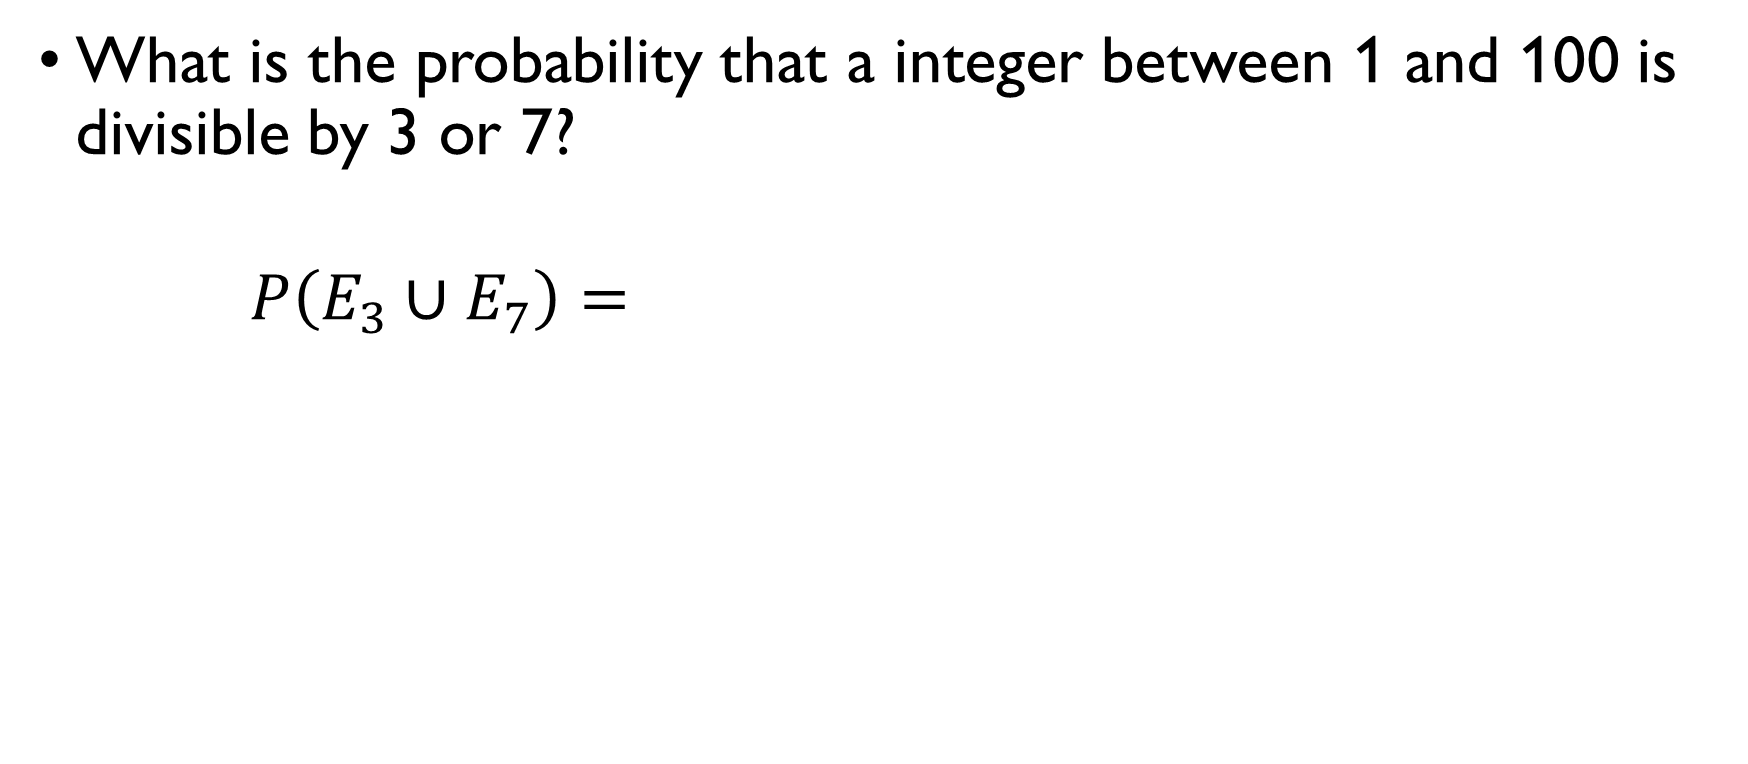 • What is the probability that a integer between 1 and 100 is
divisible by 3 or 7?
P(E₃ ∪ E₇) =